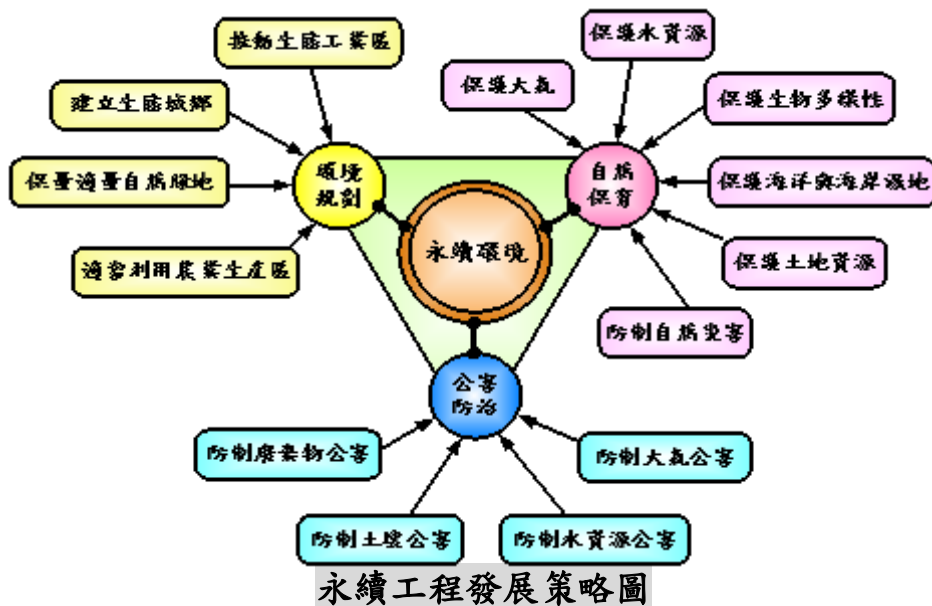 推動生態工業區
建立生態城鄉
保量適量自然綠地
適當利用農業生產區
環境
規劃
保護水資源
保護大氣
保護生物多樣性
自然
保育
保護海洋與海岸濕地
保護土地資源
防制自然災害
永續環境
公害
防治
防制廢棄物公害
防制大氣公害
防制土壤公害
防制水資源公害
永續工程發展策略圖